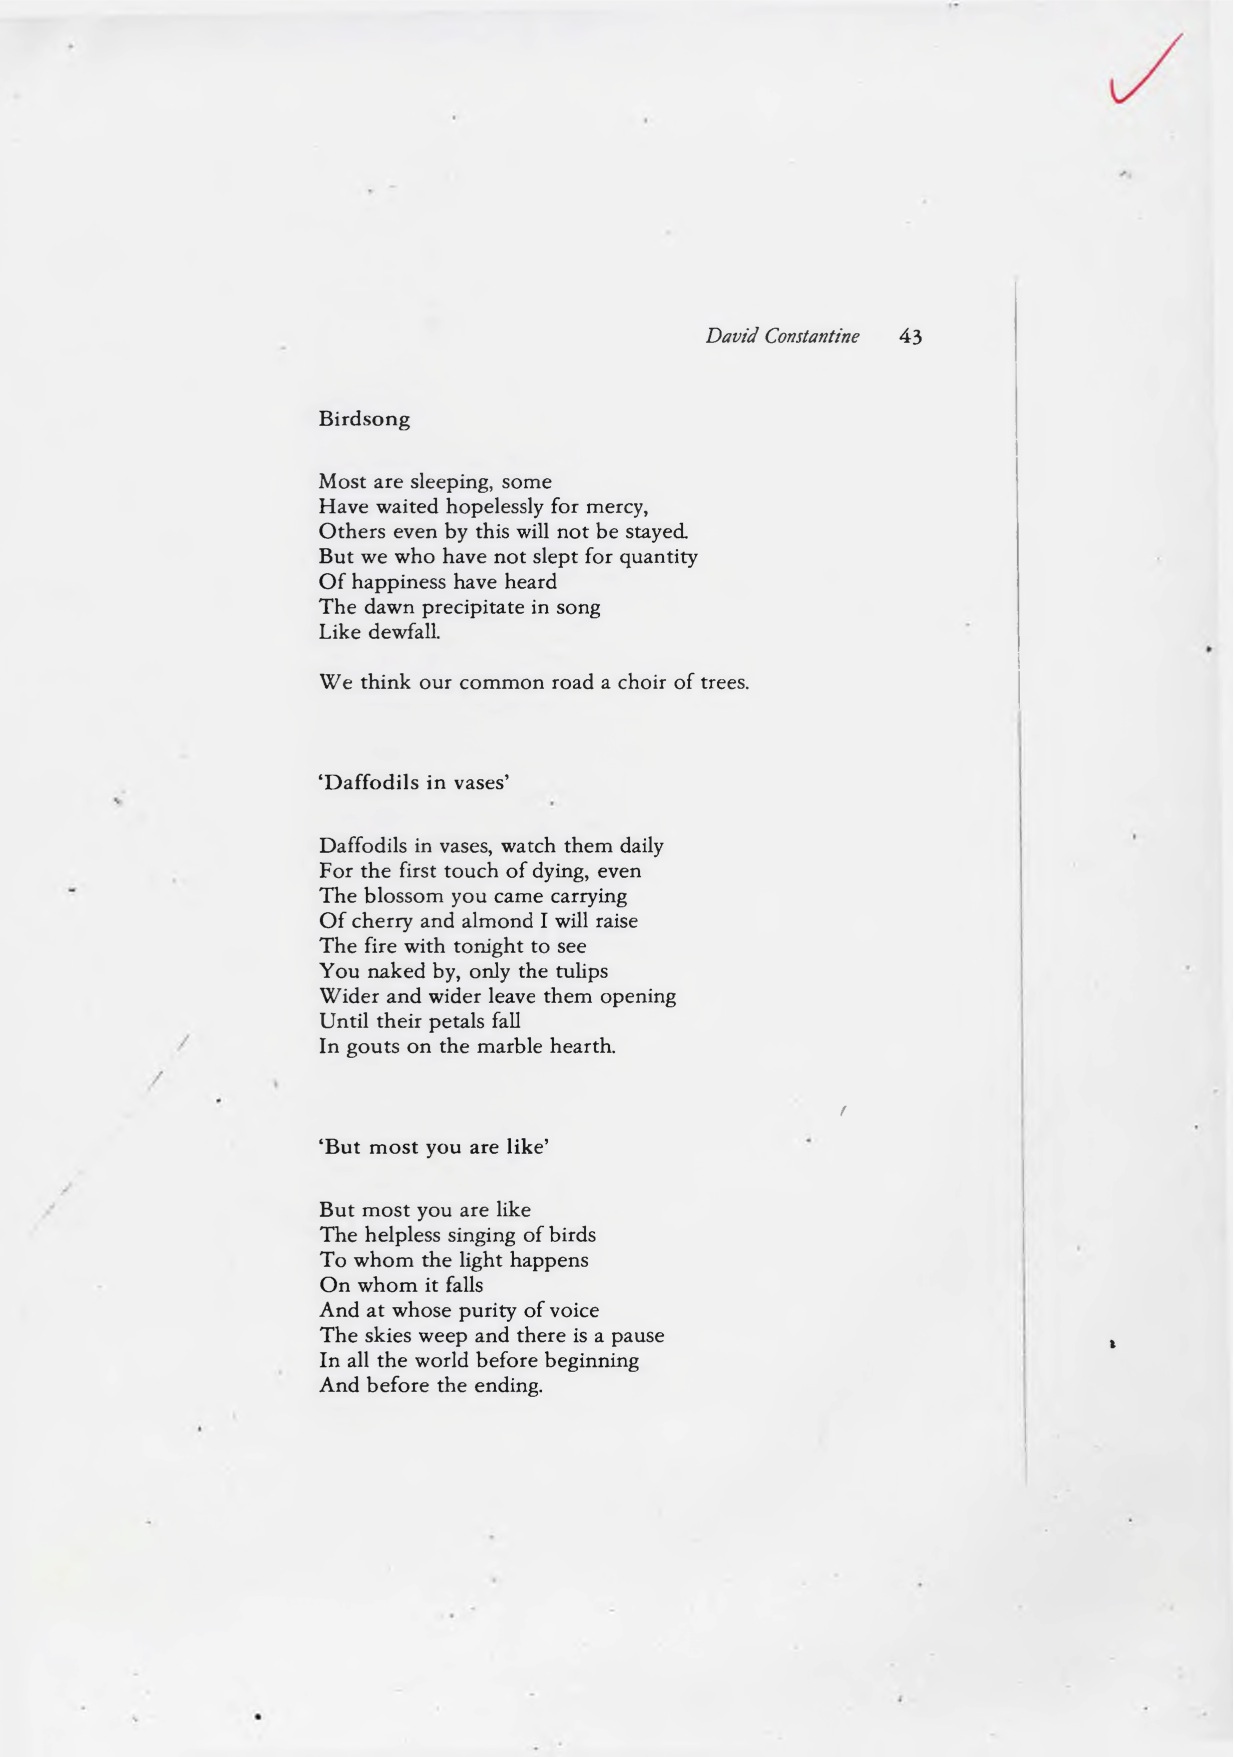 David Constantine 43
Birdsong
Most are sleeping, some
Have waited hopelessly for mercy,
Others even by this will not be stayed.
But we who have not slept for quantity
Of happiness have heard
The dawn precipitate in song
Like dewfall.
We think our common road a choir of trees.
‘Daffodils in vases’
Daffodils in vases, watch them daily
For the first touch of dying, even
The blossom you came carrying
Of cherry and almond I will raise
The fire with tonight to see
You naked by, only the tulips
Wider and wider leave them opening
Until their petals fall
In gouts on the marble hearth.
‘But most you are like’
But most you are like
The helpless singing of birds
To whom the light happens
On whom it falls
And at whose purity of voice
The skies weep and there is a pause
In all the world before beginning
And before the ending.